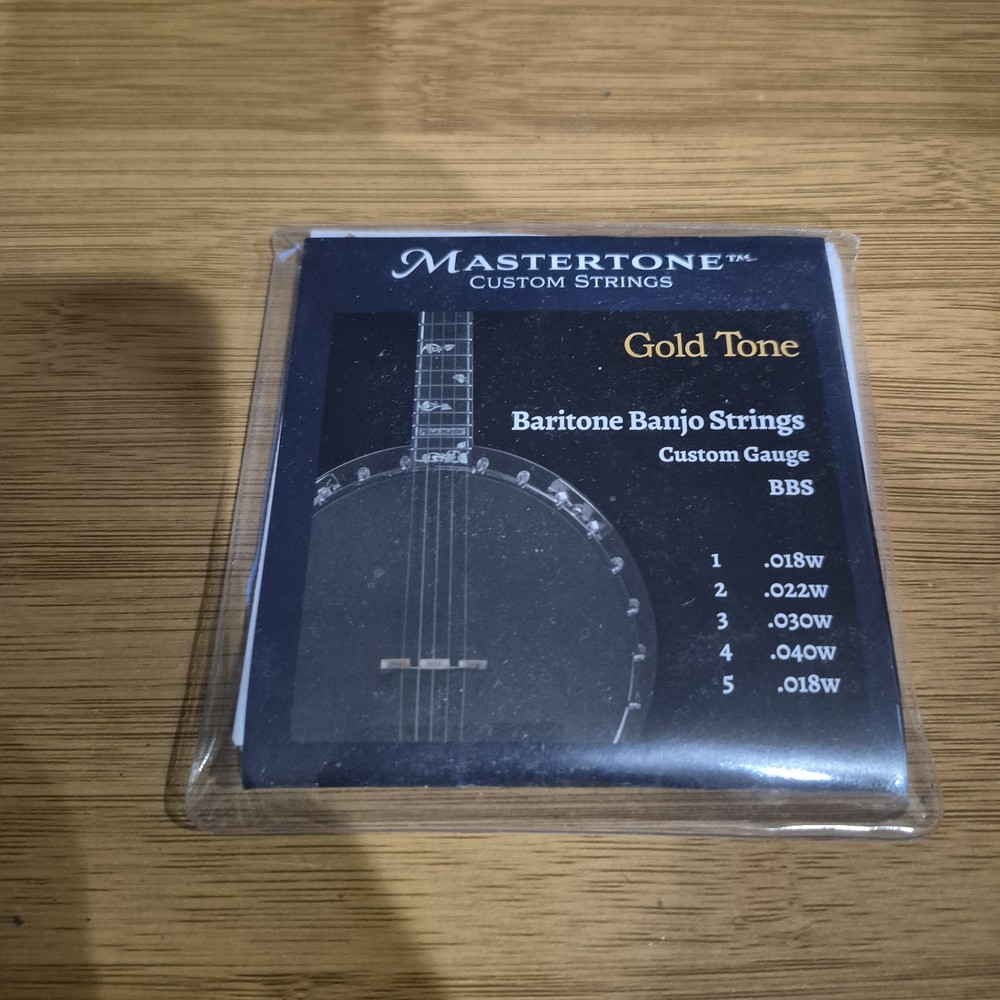 MASTERTONE™
CUSTOM STRINGS
Gold Tone
Baritone Banjo Strings
Custom Gauge
BBS
1 .018w
2 .022w
3 .030w
4 .040w
5 .018w